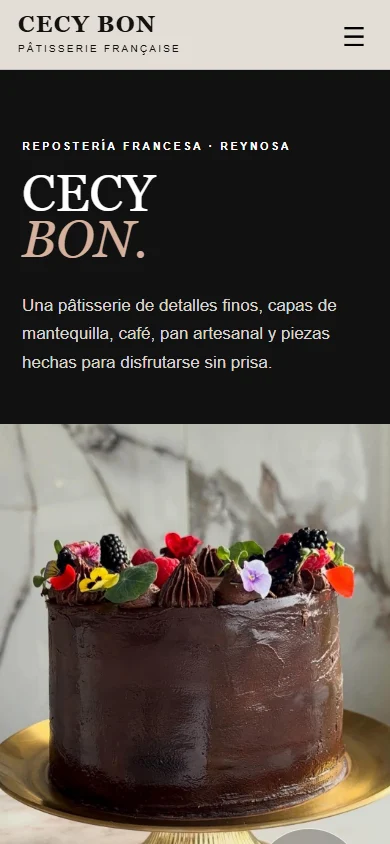 CECY BON
PÂTISSERIE FRANÇAISE
REPOSTERÍA FRANCESA · REYNOSA
CECY
BON.
Una pâtisserie de detalles finos, capas de
mantequilla, café, pan artesanal y piezas
hechas para disfrutarse sin prisa.